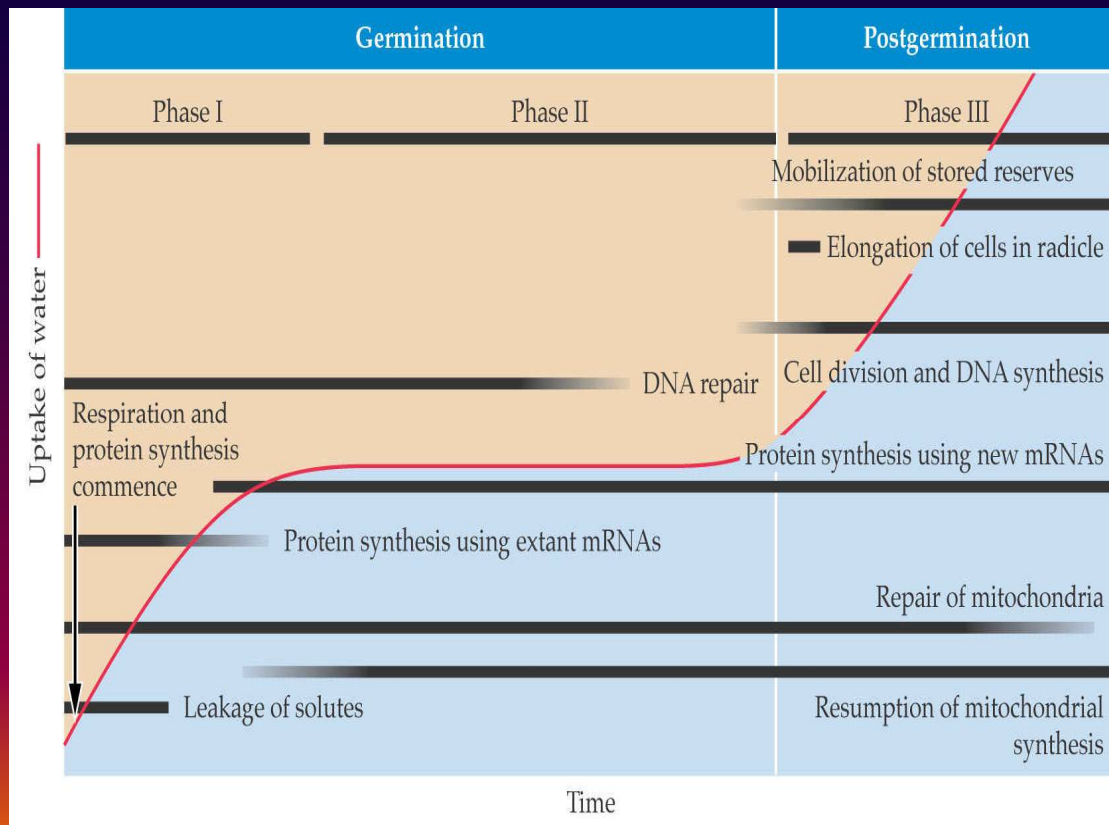 Germination
Postgermination
Phase I
Phase II
Phase III
Mobilization of stored reserves
Elongation of cells in radicle
Uptake of water
Cell division and DNA synthesis
DNA repair
Respiration and
protein synthesis
commence
Protein synthesis using new mRNAs
Protein synthesis using extant mRNAs
Repair of mitochondria
Leakage of solutes
Resumption of mitochondrial
synthesis
Time